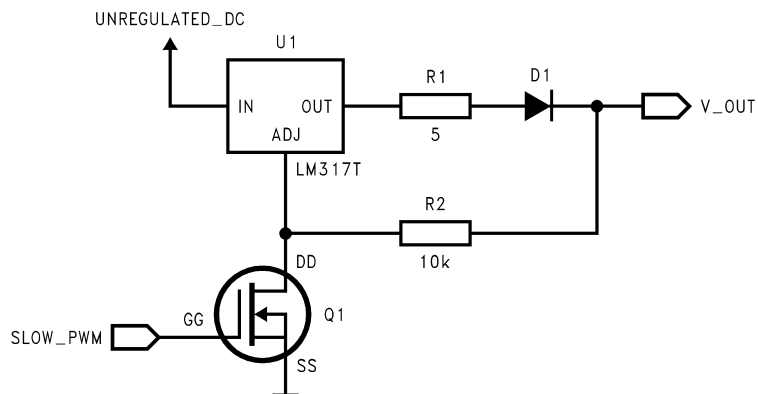 UNREGULATED_DC
U1
R1
D1
IN
OUT
V_OUT
ADJ
5
LM317T
R2
DD
10k
GG
Q1
SLOW_PWM
SS